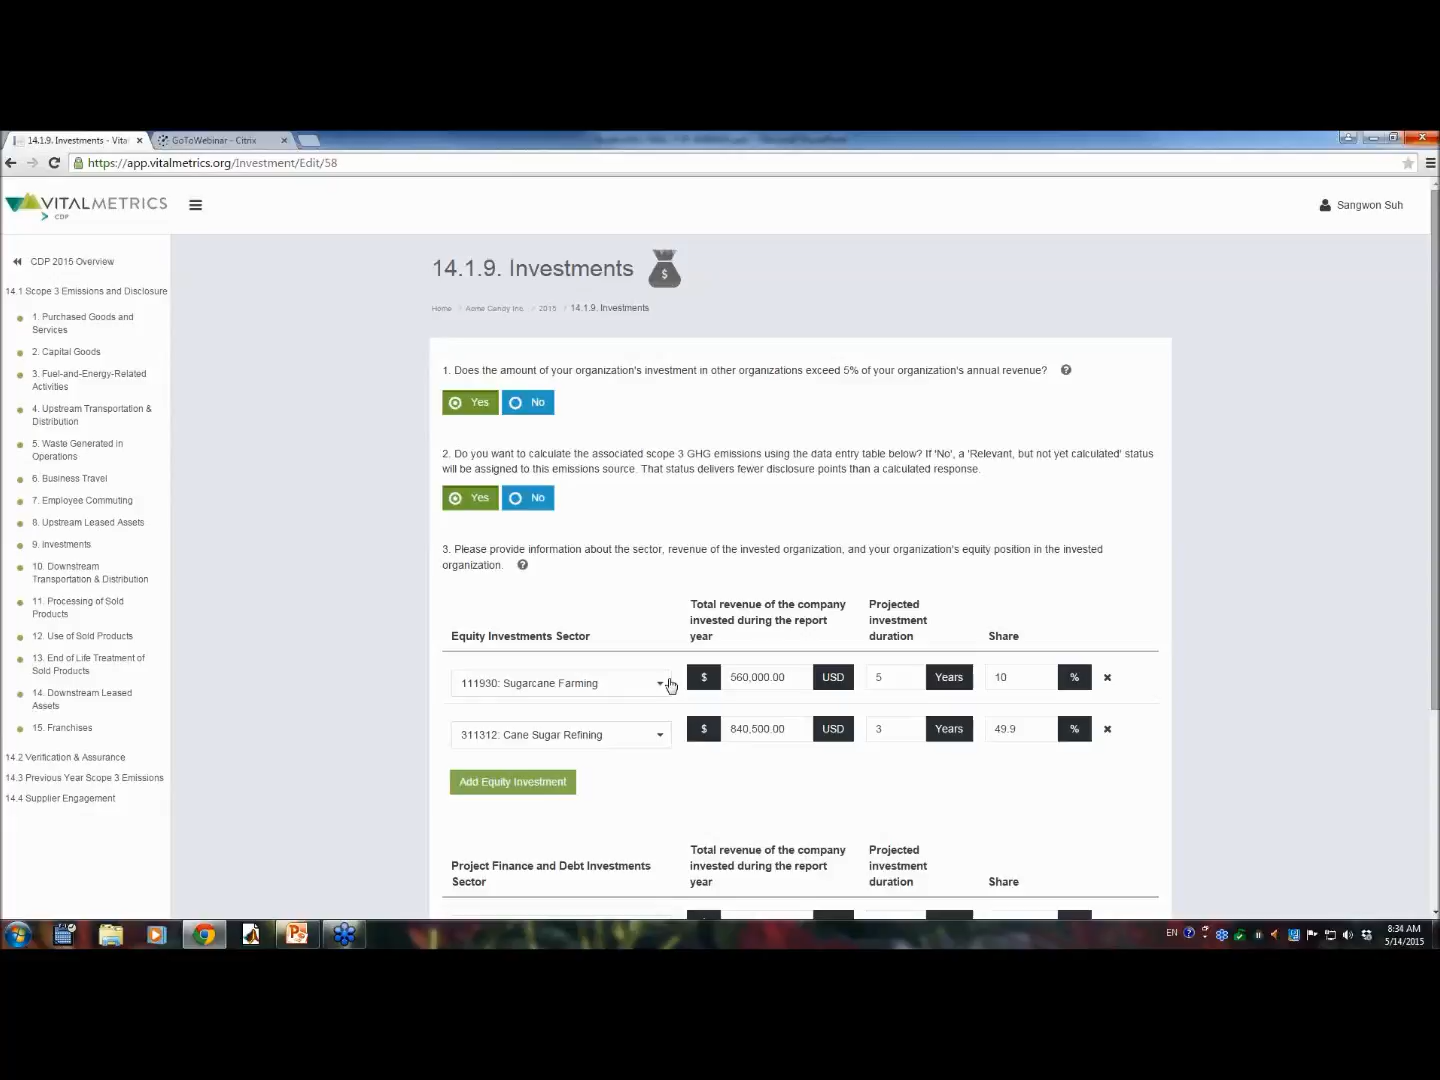 14.1.9. Investments - Vita
GoToWebinar - Citrix
https://app.vitalmetrics.org/Investment/Edit/58
VITALMETRICS
CDP
Sangwon Suh
CDP 2015 Overview
14.1 Scope 3 Emissions and Disclosure
1. Purchased Goods and
Services
2. Capital Goods
3. Fuel-and-Energy-Related
Activities
4. Upstream Transportation &
Distribution
5. Waste Generated in
Operations
6. Business Travel
7. Employee Commuting
8. Upstream Leased Assets
9. Investments
10. Downstream
Transportation & Distribution
11. Processing of Sold
Products
12. Use of Sold Products
13. End of Life Treatment of
Sold Products
14. Downstream Leased
Assets
15. Franchises
14.2 Verification & Assurance
14.3 Previous Year Scope 3 Emissions
14.4 Supplier Engagement
14.1.9. Investments
$
Home / Acme Candy Inc. / 2015 / 14.1.9. Investments
1. Does the amount of your organization's investment in other organizations exceed 5% of your organization's annual revenue?
Yes No
2. Do you want to calculate the associated scope 3 GHG emissions using the data entry table below? If 'No', a 'Relevant, but not yet calculated' status
will be assigned to this emissions source. That status delivers fewer disclosure points than a calculated response.
Yes No
3. Please provide information about the sector, revenue of the invested organization, and your organization's equity position in the invested
organization.
Equity Investments Sector
Total revenue of the company
invested during the report
year
Projected
investment
duration
Share
111930: Sugarcane Farming $ 560,000.00 USD 5 Years 10 %
311312: Cane Sugar Refining $ 840,500.00 USD 3 Years 49.9 %
Add Equity Investment
Project Finance and Debt Investments
Sector
Total revenue of the company
invested during the report
year
Projected
investment
duration
Share
EN
8:34 AM
5/14/2015